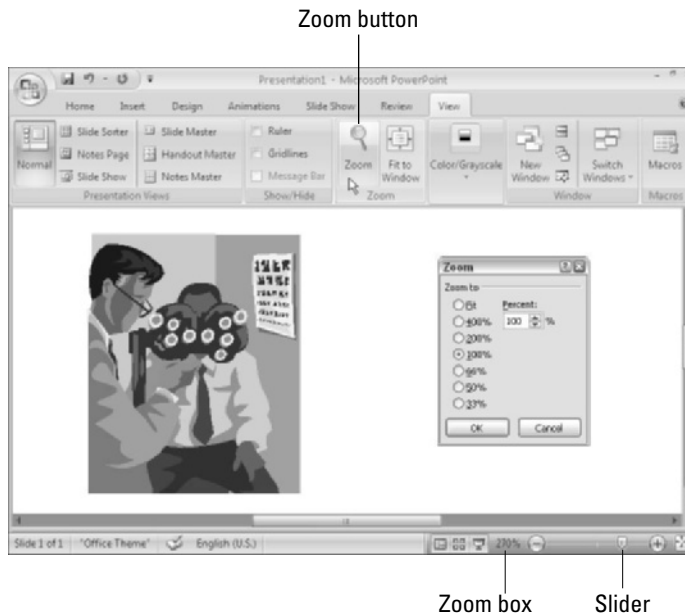 Zoom button
Presentation1 - Microsoft PowerPoint
Home Insert Design Animations Slide Show Review View
Normal
Slide Sorter
Notes Page
Slide Show
Slide Master
Handout Master
Notes Master
Presentation Views
Ruler
Gridlines
Message Bar
Show/Hide
Zoom
Fit to
Window
Zoom
Color/Grayscale
New
Window
Switch
Windows
Window
Macros
Macros
Zoom
Zoom to
Fit
400%
200%
100%
66%
50%
33%
Percent:
100 %
OK Cancel
Slide 1 of 1 "Office Theme" English (U.S.) 270%
Zoom box Slider